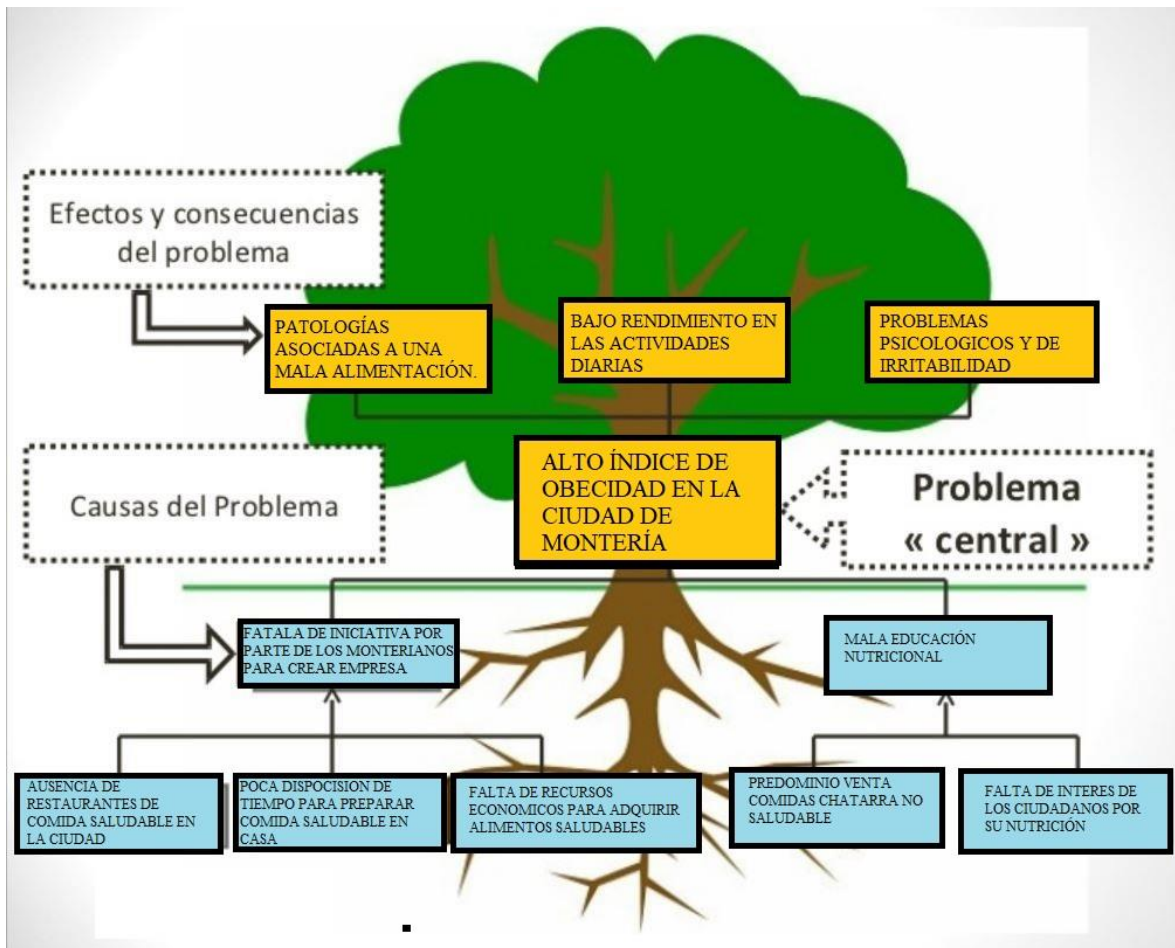 Efectos y consecuencias
del problema
PATOLOGÍAS
ASOCIADAS A UNA
MALA ALIMENTACIÓN.
BAJO RENDIMIENTO EN
LAS ACTIVIDADES
DIARIAS
PROBLEMAS
PSICOLOGICOS Y DE
IRRITABILIDAD
ALTO ÍNDICE DE
OBECIDAD EN LA
CIUDAD DE
MONTERÍA
Problema
« central »
Causas del Problema
FATALA DE INICIATIVA POR
PARTE DE LOS MONTERIANOS
PARA CREAR EMPRESA
MALA EDUCACIÓN
NUTRICIONAL
AUSENCIA DE
RESTAURANTES DE
COMIDA SALUDABLE EN
LA CIUDAD
POCA DISPOCISION DE
TIEMPO PARA PREPARAR
COMIDA SALUDABLE EN
CASA
FALTA DE RECURSOS
ECONOMICOS PARA ADQUIRIR
ALIMENTOS SALUDABLES
PREDOMINIO VENTA
COMIDAS CHATARRA NO
SALUDABLE
FALTA DE INTERES DE
LOS CIUDADANOS POR
SU NUTRICIÓN